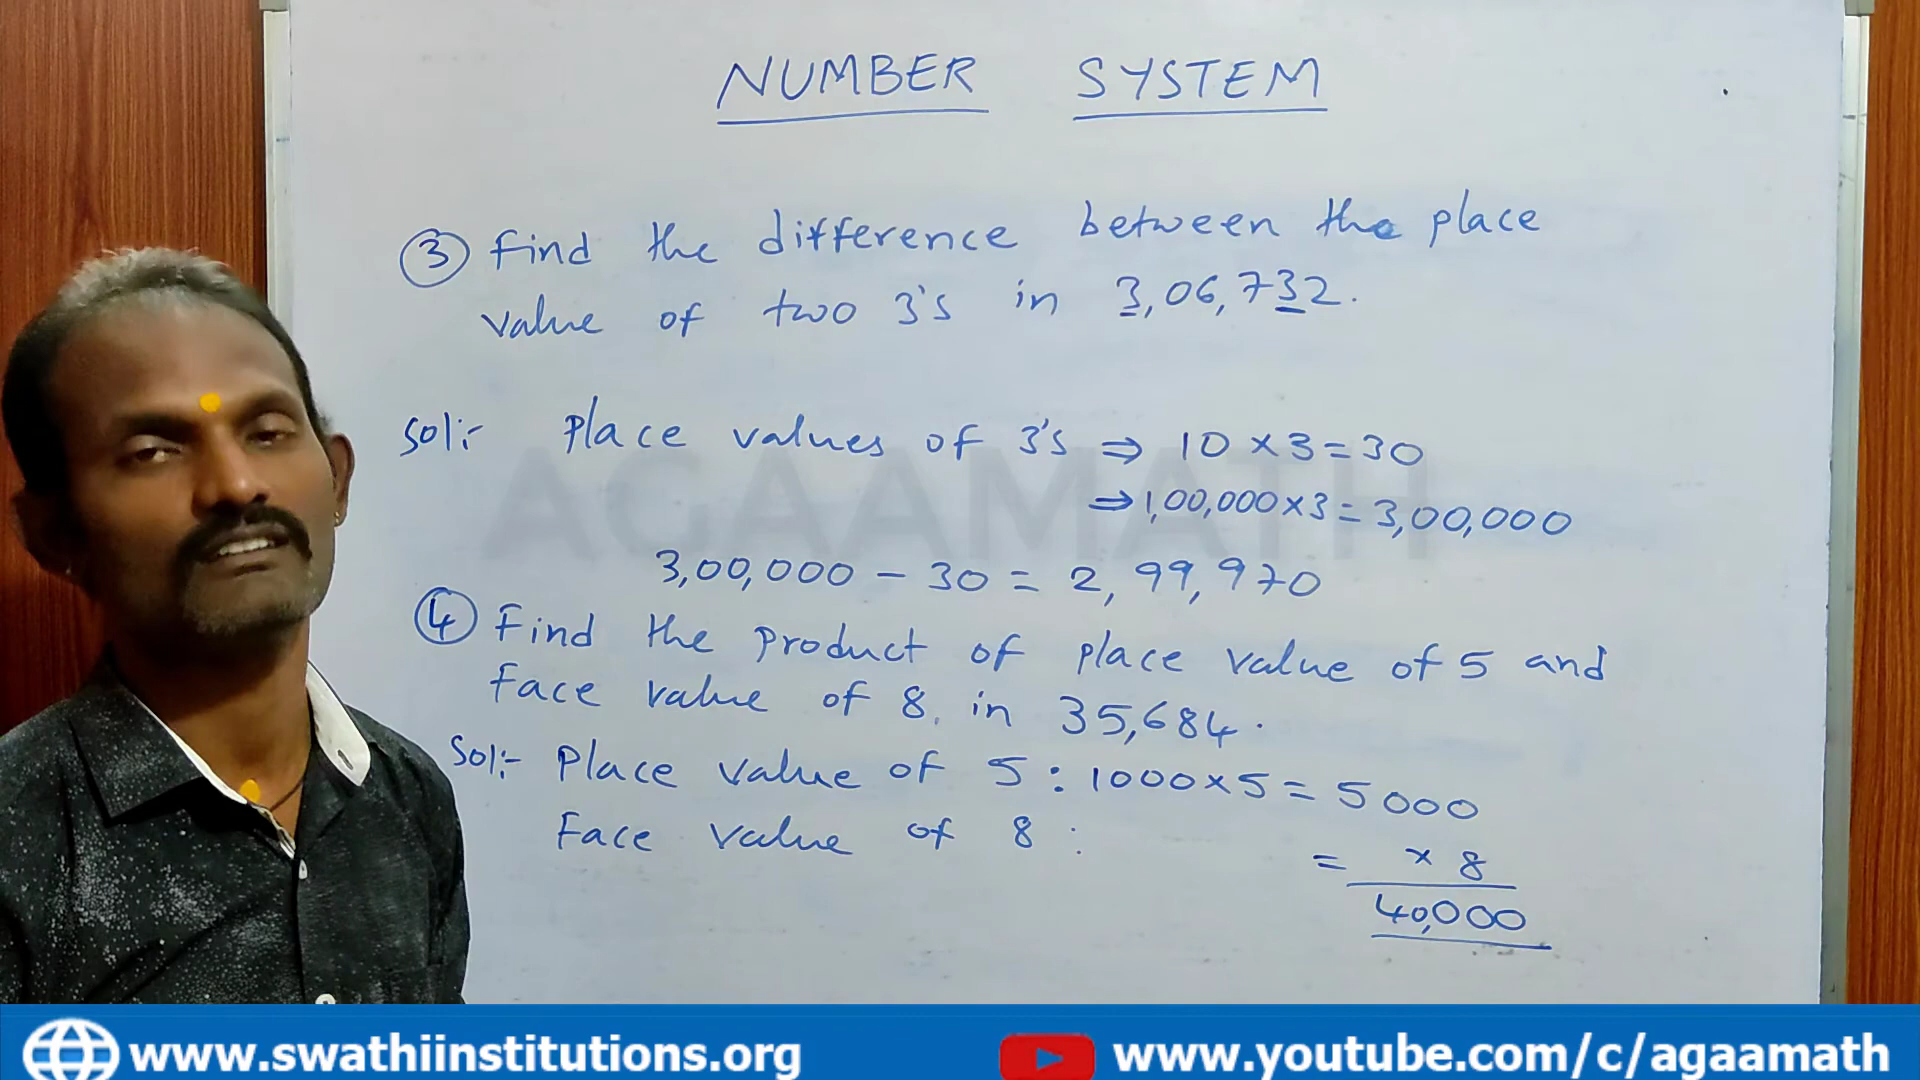 NUMBER SYSTEM
③ Find the difference between the place
value of two 3's in 3,06,732.
Sol:- Place values of 3's ⇒ 10 × 3 = 30
⇒ 1,00,000 × 3 = 3,00,000
3,00,000 - 30 = 2,99,970
④ Find the product of place value of 5 and
Face value of 8. in 35,684.
Sol:- Place value of 5 : 1000 × 5 = 5000
Face value of 8 : = × 8
40,000
AGAAMATH
www.swathiinstitutions.org
www.youtube.com/c/agaamath